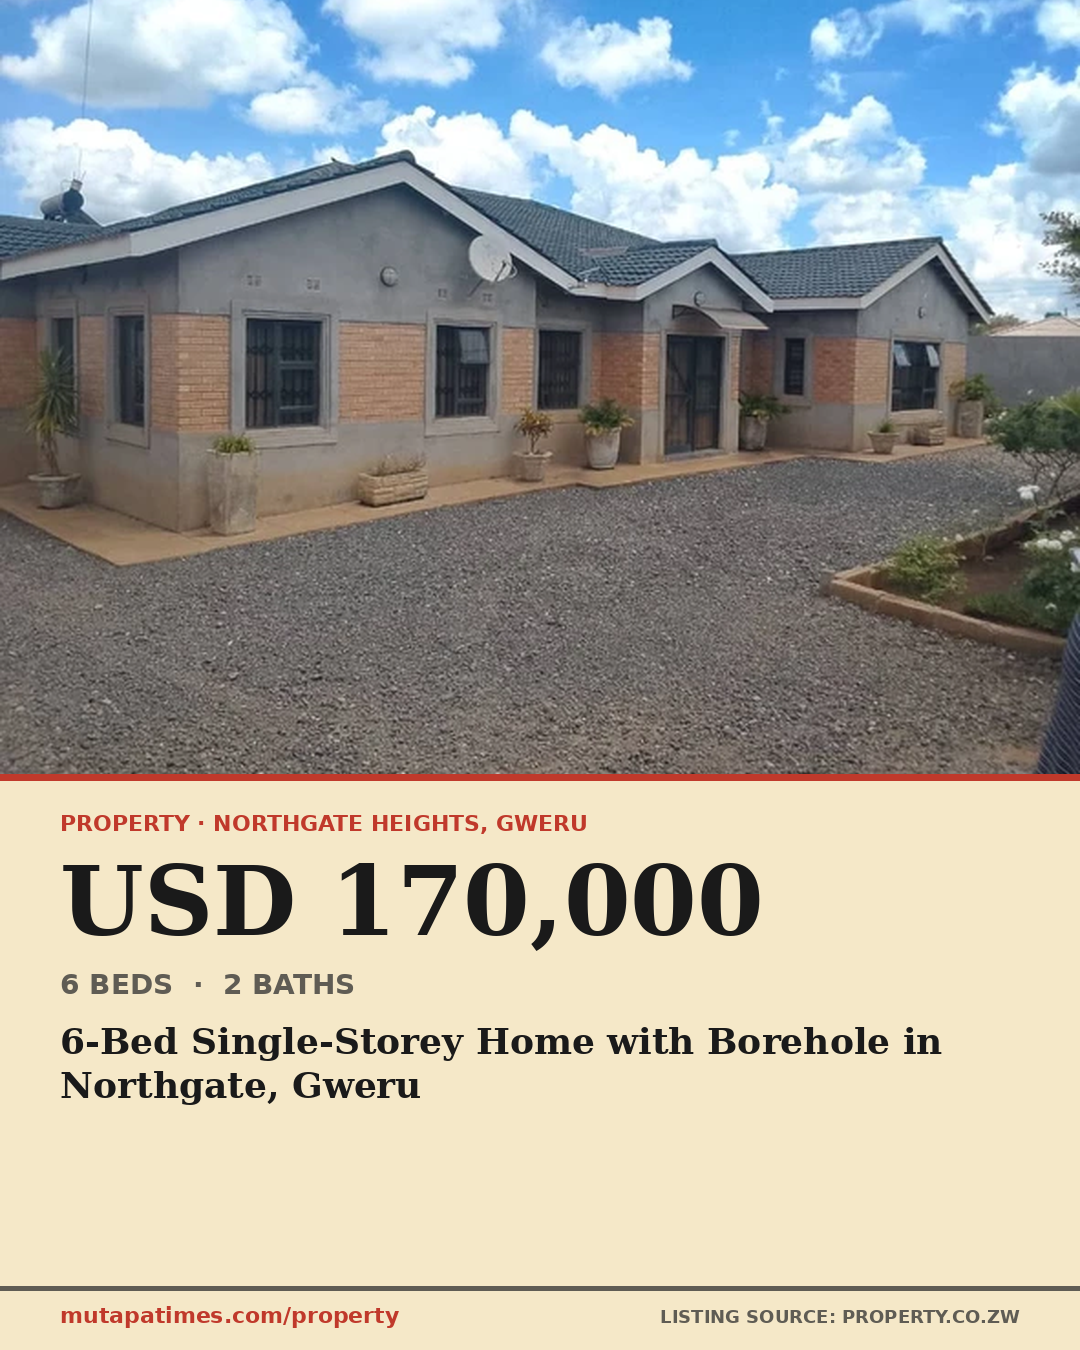 PROPERTY · NORTHGATE HEIGHTS, GWERU
USD 170,000
6 BEDS · 2 BATHS
6-Bed Single-Storey Home with Borehole in
Northgate, Gweru
mutapatimes.com/property
LISTING SOURCE: PROPERTY.CO.ZW